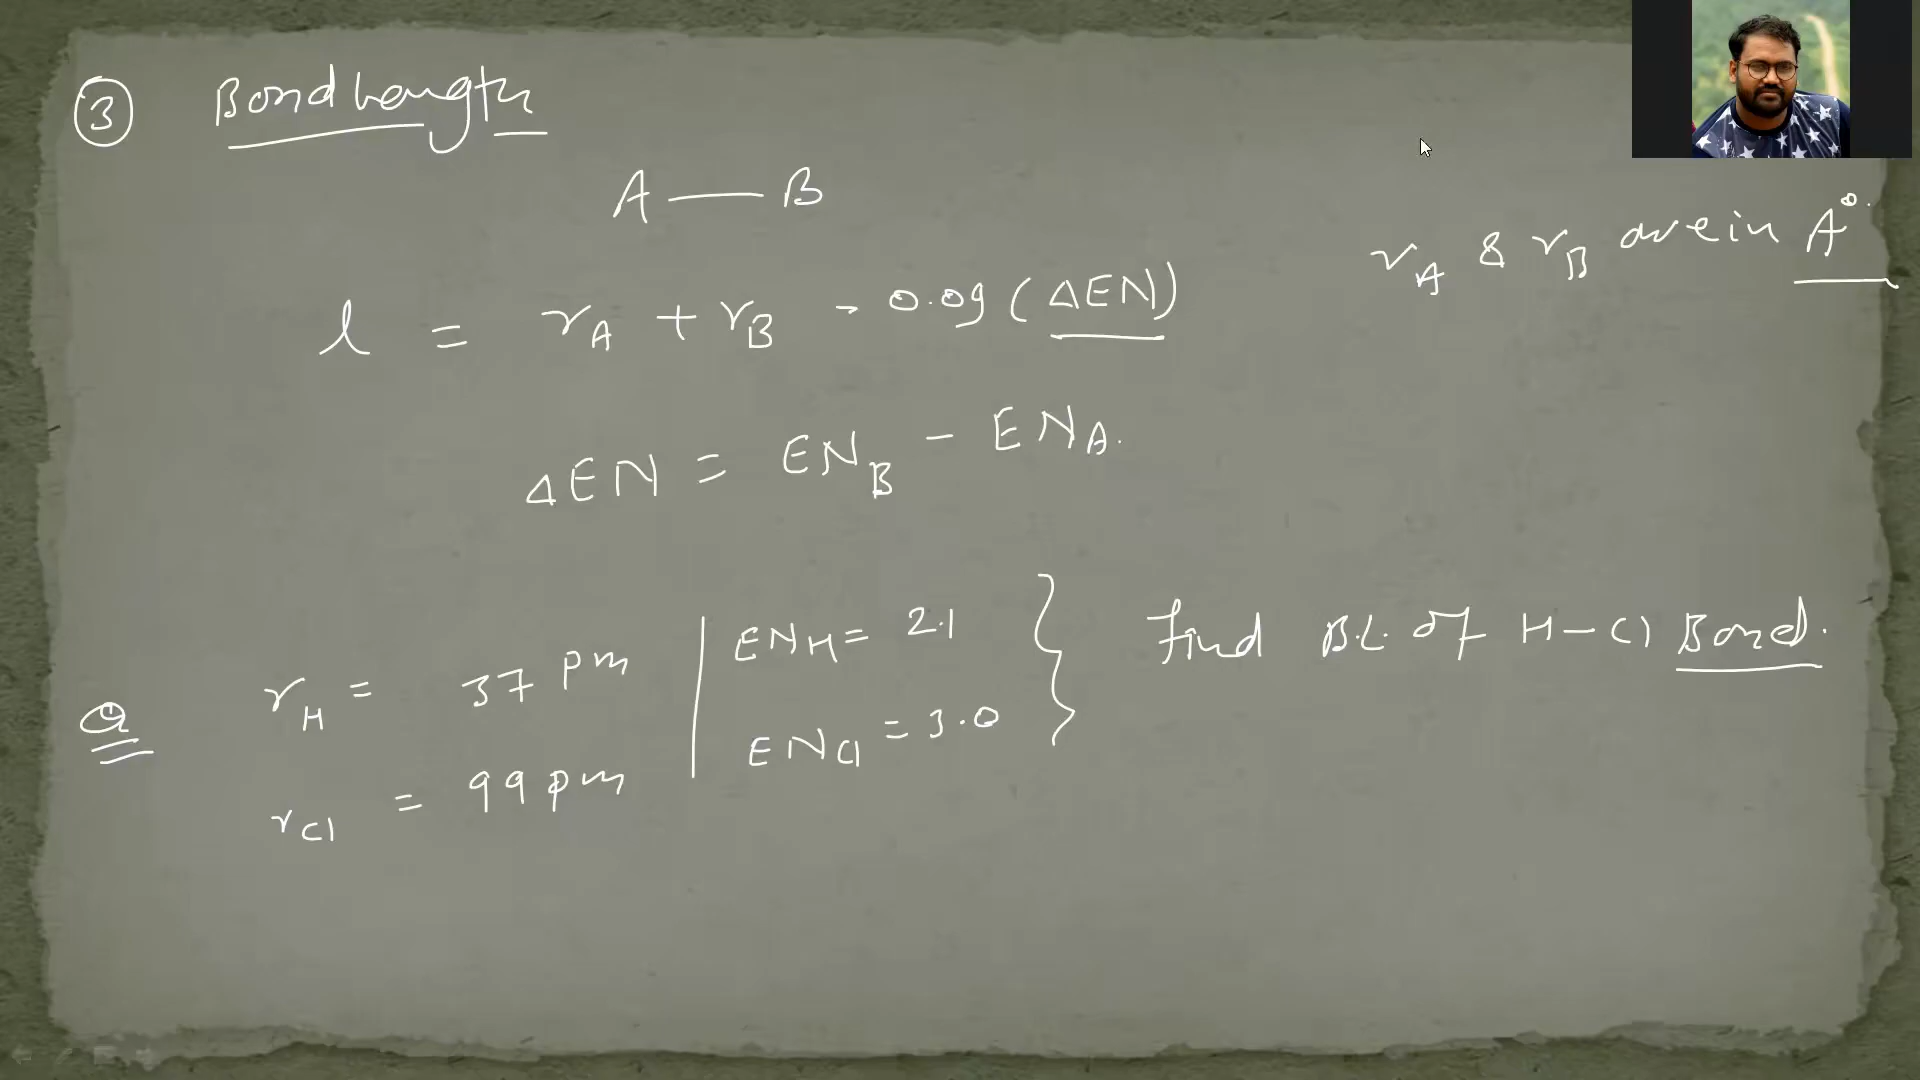 3 Bond Length
A — B
rA & rB are in A°.
l = rA + rB - 0.09 (ΔEN)
ΔEN = ENB - ENA.
Q rH = 37 pm | ENH = 2.1 } Find B.L. of H-Cl Bond.
rCl = 99 pm | ENCl = 3.0